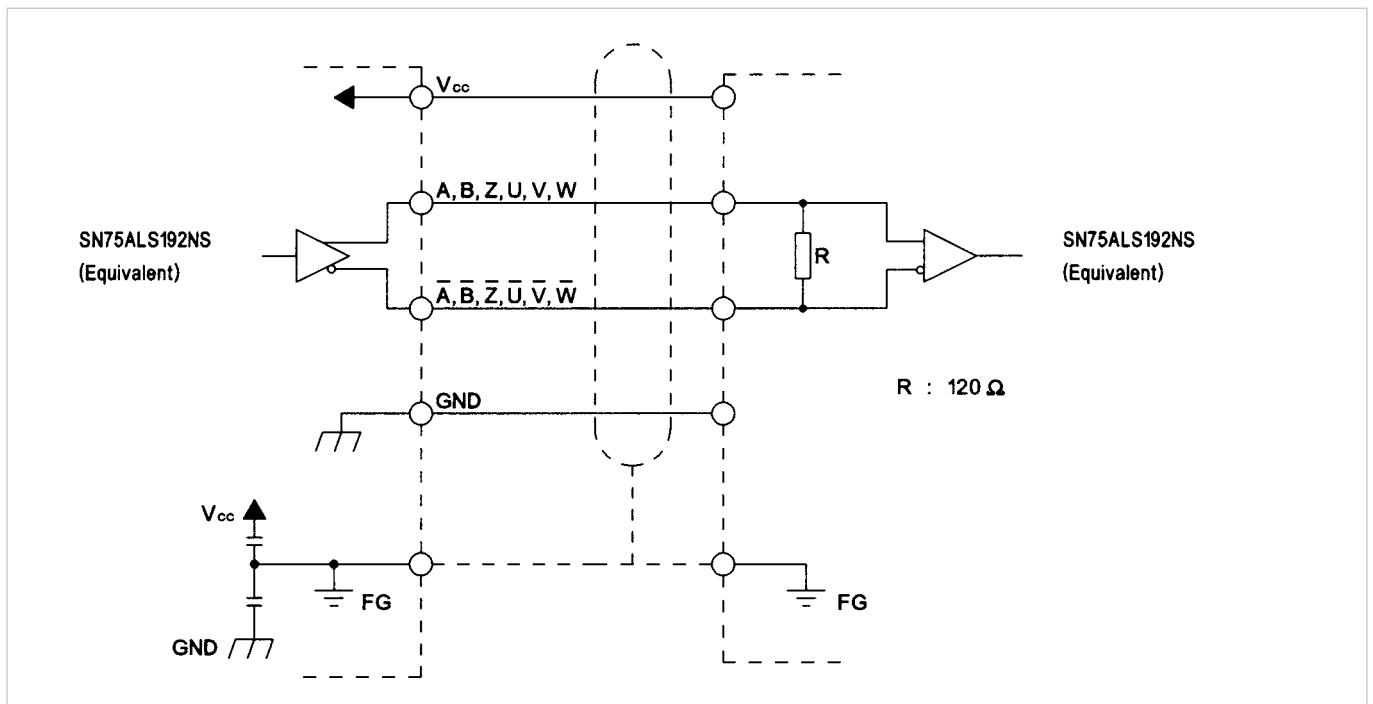 Vcc
A, B, Z, U, V, W
SN75ALS192NS
(Equivalent)
R
SN75ALS192NS
(Equivalent)
A̅, B̅, Z̅, U̅, V̅, W̅
R : 120 Ω
GND
Vcc
FG
FG
GND